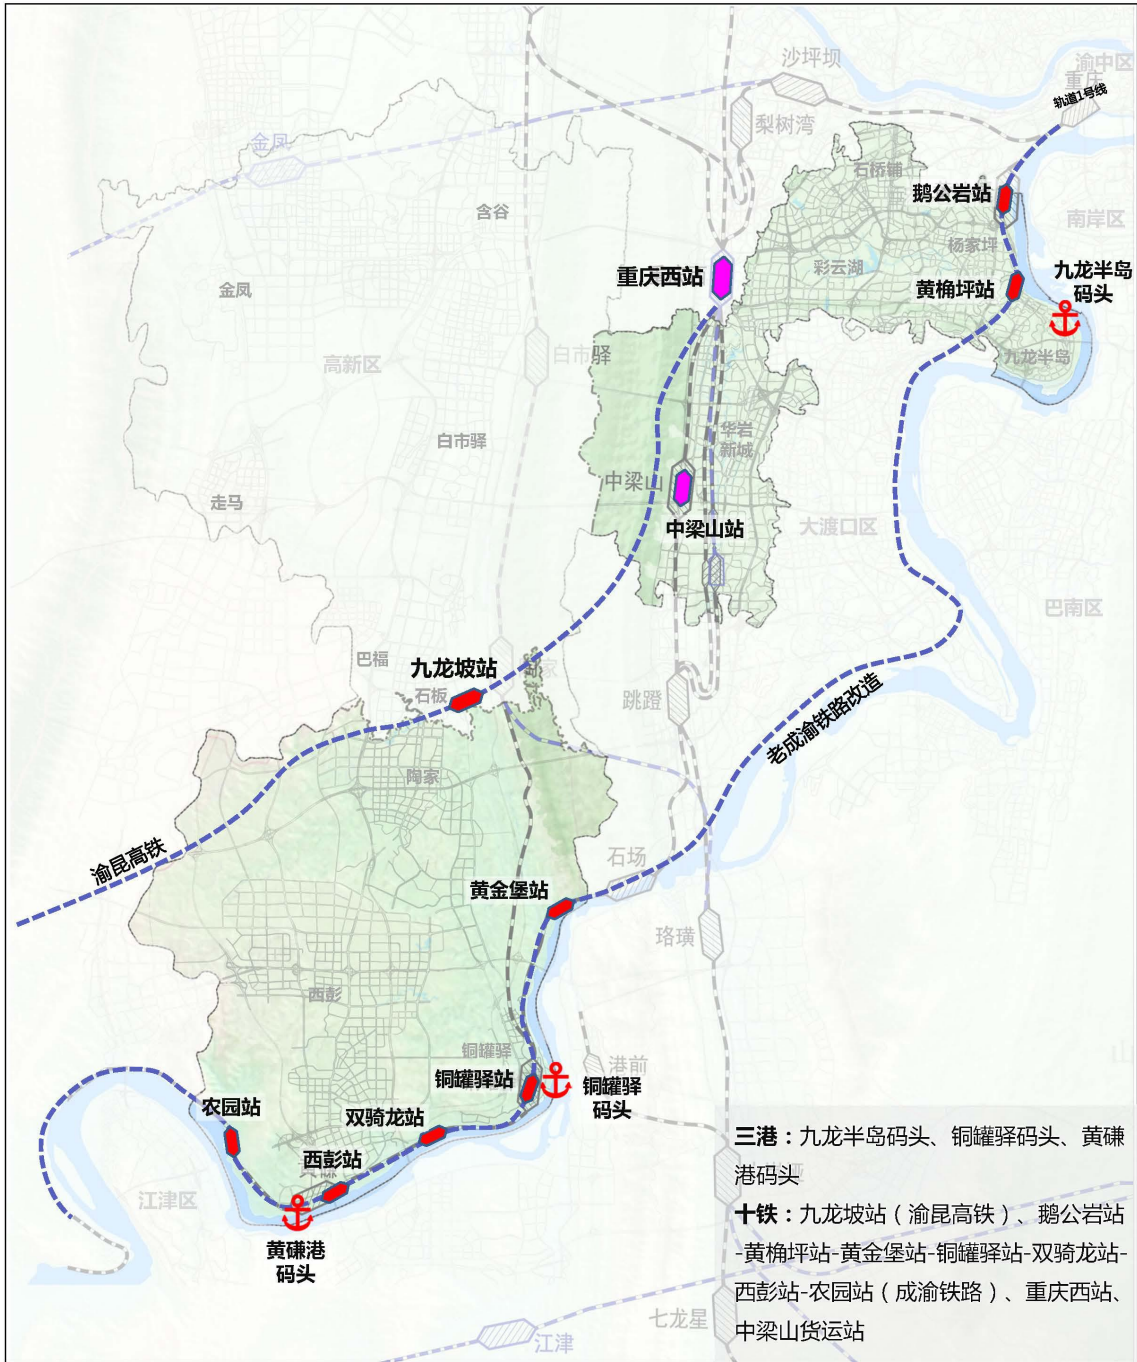 沙坪坝
渝中区
重庆
轨道1号线
梨树湾
金凤
石桥铺
鹅公岩站
含谷
南岸区
杨家坪
彩云湖
九龙半岛
码头
重庆西站
金凤
黄桷坪站
高新区
白市驿
九龙半岛
白市驿
华岩
新城
中梁山
走马
中梁山站
大渡口区
巴南区
巴福
九龙坡站
石板
跳蹬
老成渝铁路改造
陶家
渝昆高铁
石场
黄金堡站
珞璜
西彭
铜罐驿
港前
铜罐驿站
铜罐驿
码头
农园站
双骑龙站
西彭站
江津区
黄磏港
码头
三港：九龙半岛码头、铜罐驿码头、黄磏
港码头
十铁：九龙坡站（渝昆高铁）、鹅公岩站
-黄桷坪站-黄金堡站-铜罐驿站-双骑龙站-
西彭站-农园站（成渝铁路）、重庆西站、
中梁山货运站
七龙星
江津